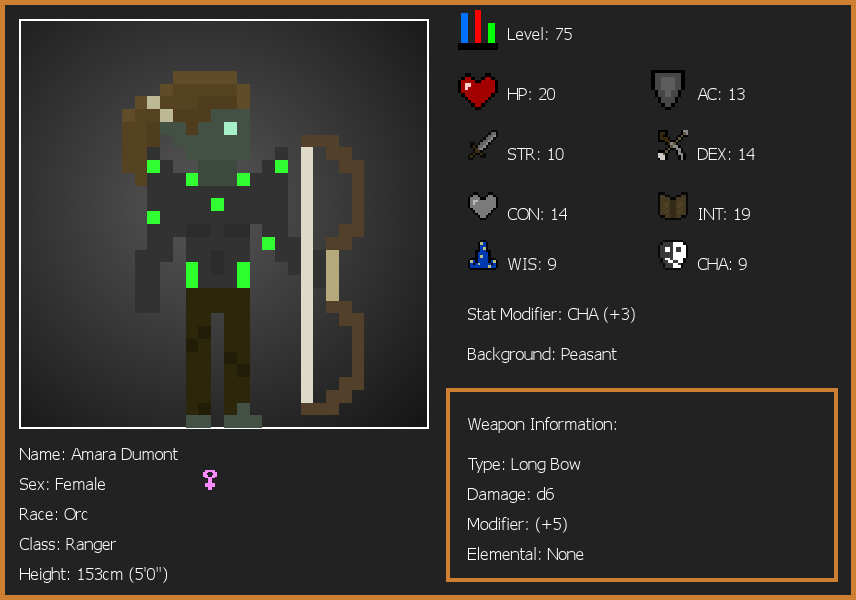 Level: 75
HP: 20
AC: 13
STR: 10
DEX: 14
CON: 14
INT: 19
WIS: 9
CHA: 9
Stat Modifier: CHA (+3)
Background: Peasant
Weapon Information:
Type: Long Bow
Damage: d6
Modifier: (+5)
Elemental: None
Name: Amara Dumont
Sex: Female
Race: Orc
Class: Ranger
Height: 153cm (5'0")